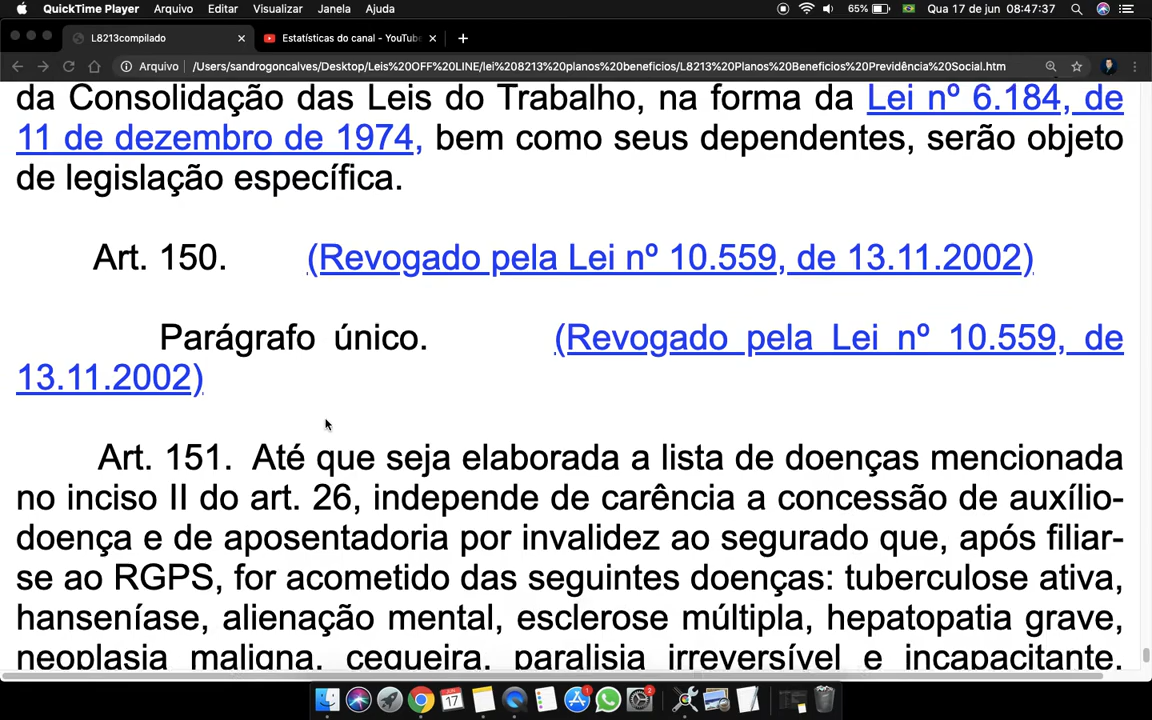 QuickTime Player Arquivo Editar Visualizar Janela Ajuda 65% Qua 17 de jun 08:47:37
L8213compilado Estatísticas do canal - YouTube
Arquivo /Users/sandrogoncalves/Desktop/Leis%20OFF%20LINE/lei%208213%20planos%20beneficios/L8213%20Planos%20Beneficios%20Previdência%20Social.htm
da Consolidação das Leis do Trabalho, na forma da Lei nº 6.184, de
11 de dezembro de 1974, bem como seus dependentes, serão objeto
de legislação específica.
Art. 150. (Revogado pela Lei nº 10.559, de 13.11.2002)
Parágrafo único. (Revogado pela Lei nº 10.559, de
13.11.2002)
Art. 151. Até que seja elaborada a lista de doenças mencionada
no inciso II do art. 26, independe de carência a concessão de auxílio-
doença e de aposentadoria por invalidez ao segurado que, após filiar-
se ao RGPS, for acometido das seguintes doenças: tuberculose ativa,
hanseníase, alienação mental, esclerose múltipla, hepatopatia grave,
neoplasia maligna, cegueira, paralisia irreversível e incapacitante,
JUN
17
1
2